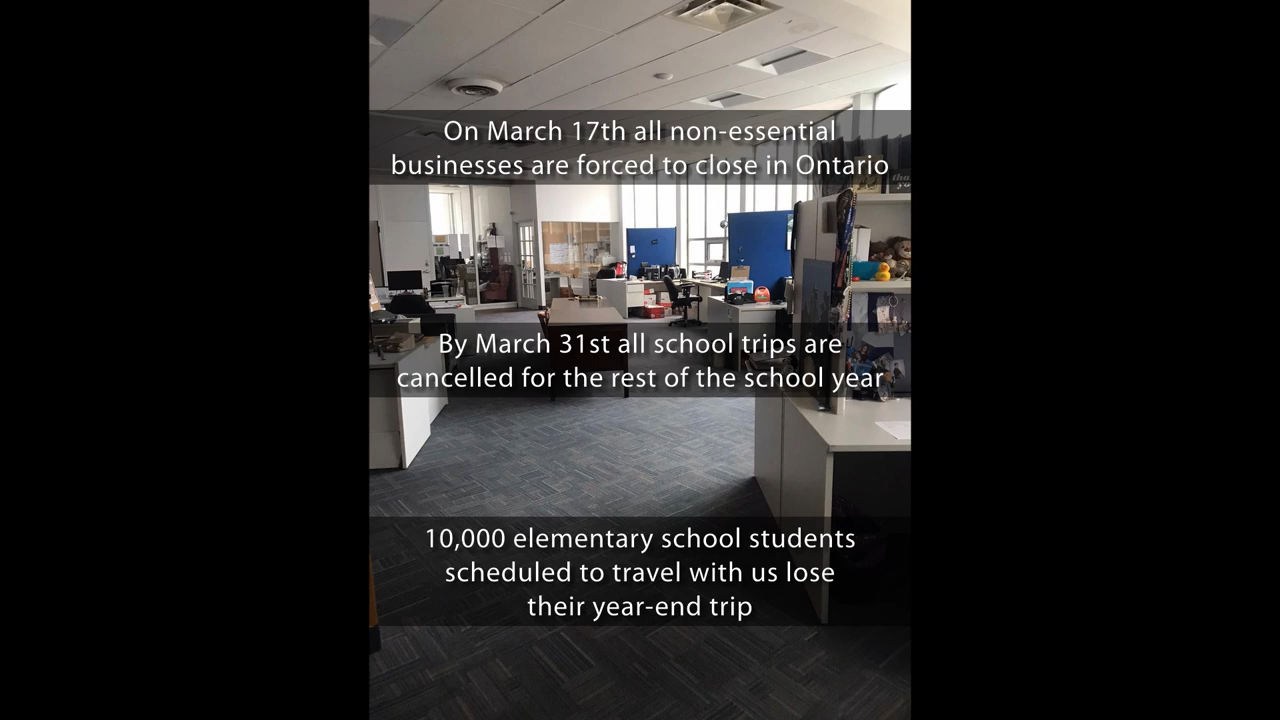 On March 17th all non-essential
businesses are forced to close in Ontario
By March 31st all school trips are
cancelled for the rest of the school year
10,000 elementary school students
scheduled to travel with us lose
their year-end trip